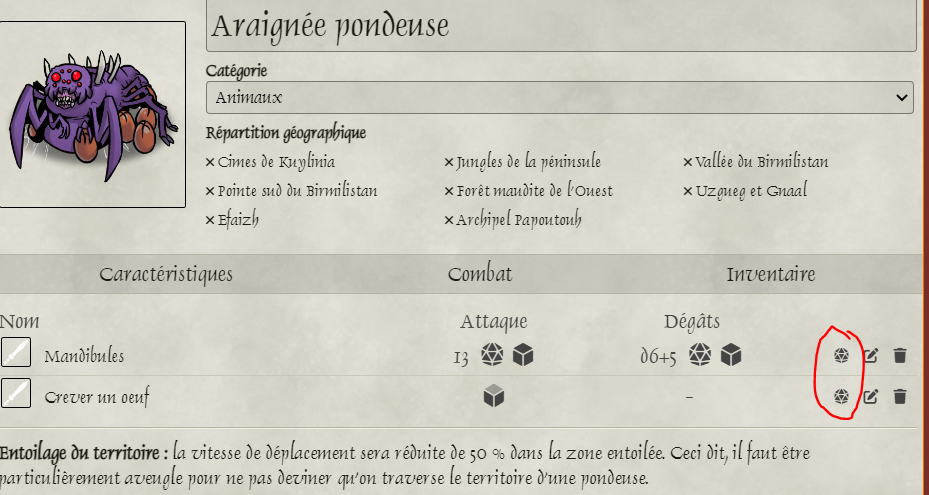 Araignée pondeuse
Catégorie
Animaux
Répartition géographique
× Cimes de Kuylinia
× Jungles de la péninsule
× Vallée du Birmilistan
× Pointe sud du Birmilistan
× Forêt maudite de l'Ouest
× Uzgueg et Gnaal
× Efaizh
× Archipel Papoutouh
Caractéristiques
Combat
Inventaire
Nom
Attaque
Dégâts
Mandibules
13
d6+5
Crever un oeuf
–
Entoilage du territoire : la vitesse de déplacement sera réduite de 50 % dans la zone entoilée. Ceci dit, il faut être
particulièrement aveugle pour ne pas deviner qu'on traverse le territoire d'une pondeuse.